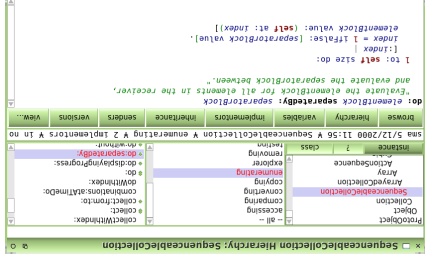 SequenceableCollection Hierarchy: SequenceableCollection
ProtoObject
Object
Collection
SequenceableCollection
ArrayedCollection
Array
ActionSequence
instance ? class
-- all --
accessing
comparing
converting
copying
enumerating
explorer
removing
testing
collectWithIndex:
collect:
collect:from:to:
combinations:atATimeDo:
doWithIndex:
do:
do:displayingProgress:
do:separatedBy:
do:without:
sma 5/12/2000 11:56 ¥ SequenceableCollection ¥ enumerating ¥ 2 implementors ¥ in no
browse hierarchy variables implementors inheritance senders versions view...
do: elementBlock separatedBy: separatorBlock
"Evaluate the elementBlock for all elements in the receiver,
and evaluate the separatorBlock between."
1 to: self size do:
[:index |
index = 1 ifFalse: [separatorBlock value].
elementBlock value: (self at: index)]